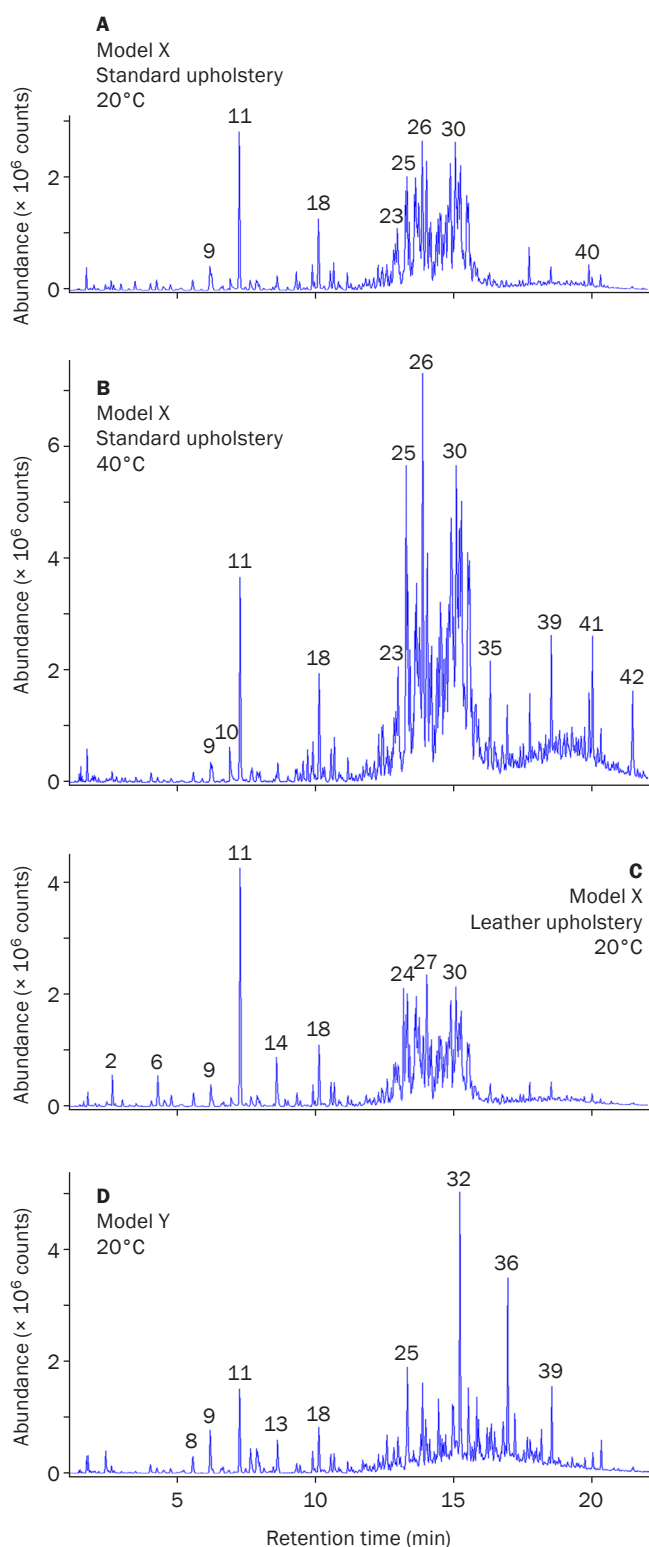 A
Model X
Standard upholstery
20°C
Abundance (× 10⁶ counts)
2
0
9
11
18
23
25
26
30
40
B
Model X
Standard upholstery
40°C
Abundance (× 10⁶ counts)
6
4
2
0
9
10
11
18
23
25
26
30
35
39
41
42
C
Model X
Leather upholstery
20°C
Abundance (× 10⁶ counts)
4
2
0
2
6
9
11
14
18
24
27
30
D
Model Y
20°C
Abundance (× 10⁶ counts)
4
2
0
8
9
11
13
18
25
32
36
39
5 10 15 20
Retention time (min)